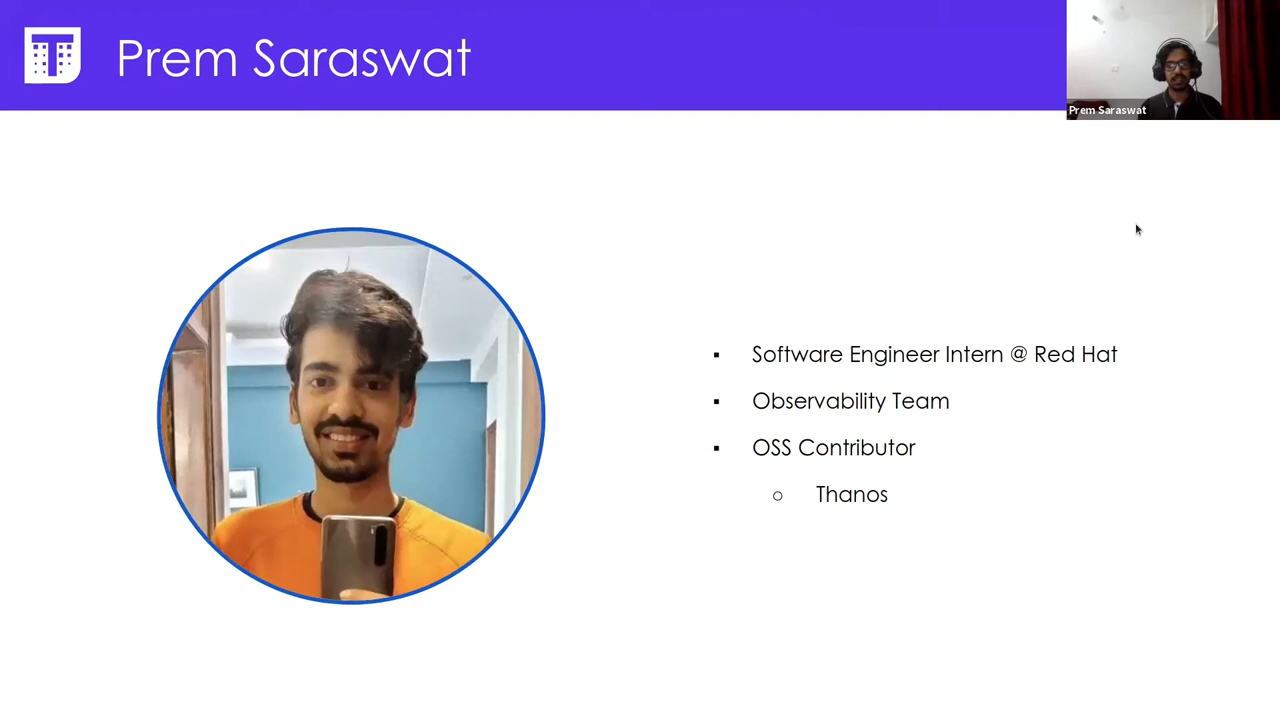 Prem Saraswat
Prem Saraswat
Software Engineer Intern @ Red Hat
Observability Team
OSS Contributor
Thanos